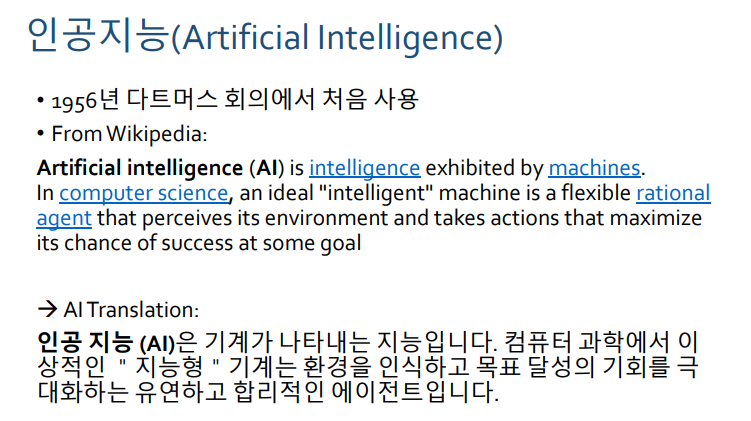 인공지능(Artificial Intelligence)
• 1956년 다트머스 회의에서 처음 사용
• From Wikipedia:
Artificial intelligence (AI) is intelligence exhibited by machines.
In computer science, an ideal "intelligent" machine is a flexible rational
agent that perceives its environment and takes actions that maximize
its chance of success at some goal
→ AI Translation:
인공 지능 (AI)은 기계가 나타내는 지능입니다. 컴퓨터 과학에서 이
상적인 " 지능형 " 기계는 환경을 인식하고 목표 달성의 기회를 극
대화하는 유연하고 합리적인 에이전트입니다.